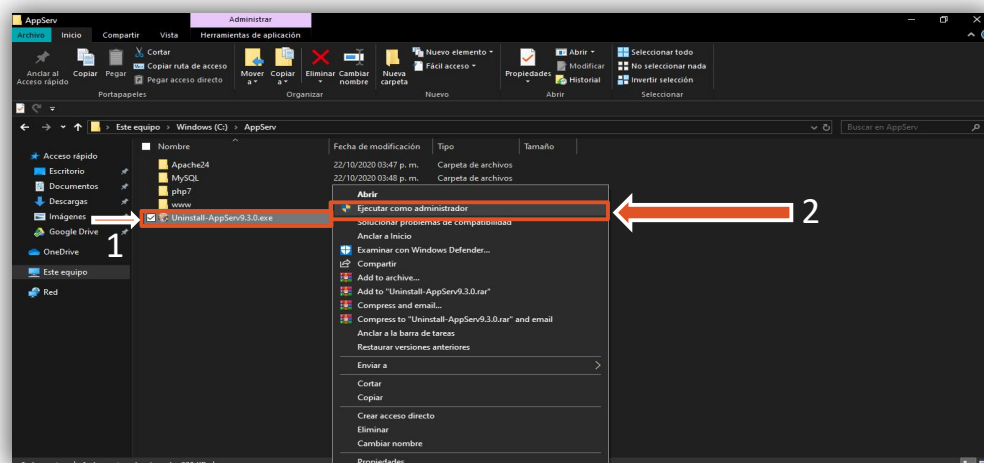 AppServ
Administrar
Archivo Inicio Compartir Vista Herramientas de aplicación
Anclar al Acceso rápido
Copiar
Pegar
Cortar
Copiar ruta de acceso
Pegar acceso directo
Portapapeles
Mover a
Copiar a
Eliminar
Cambiar nombre
Organizar
Nueva carpeta
Nuevo elemento
Fácil acceso
Nuevo
Propiedades
Abrir
Modificar
Historial
Abrir
Seleccionar todo
No seleccionar nada
Invertir selección
Seleccionar
Este equipo > Windows (C:) > AppServ
Buscar en AppServ
Nombre Fecha de modificación Tipo Tamaño
Acceso rápido
Escritorio
Documentos
Descargas
Imágenes
Google Drive
OneDrive
Este equipo
Red
Apache24 22/10/2020 03:47 p. m. Carpeta de archivos
MySQL 22/10/2020 03:48 p. m. Carpeta de archivos
php7
www
Uninstall-AppServ9.3.0.exe
1
2
Abrir
Ejecutar como administrador
Solucionar problemas de compatibilidad
Anclar a Inicio
Examinar con Windows Defender...
Compartir
Add to archive...
Add to "Uninstall-AppServ9.3.0.rar"
Compress and email...
Compress to "Uninstall-AppServ9.3.0.rar" and email
Anclar a la barra de tareas
Restaurar versiones anteriores
Enviar a
Cortar
Copiar
Crear acceso directo
Eliminar
Cambiar nombre
Propiedades